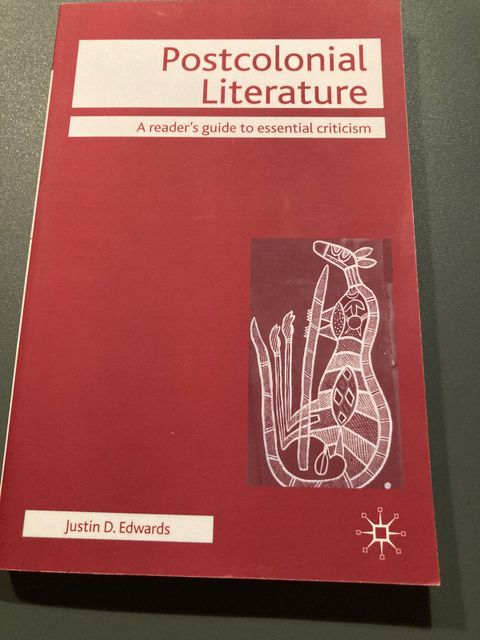 Postcolonial
Literature
A reader's guide to essential criticism
Justin D. Edwards